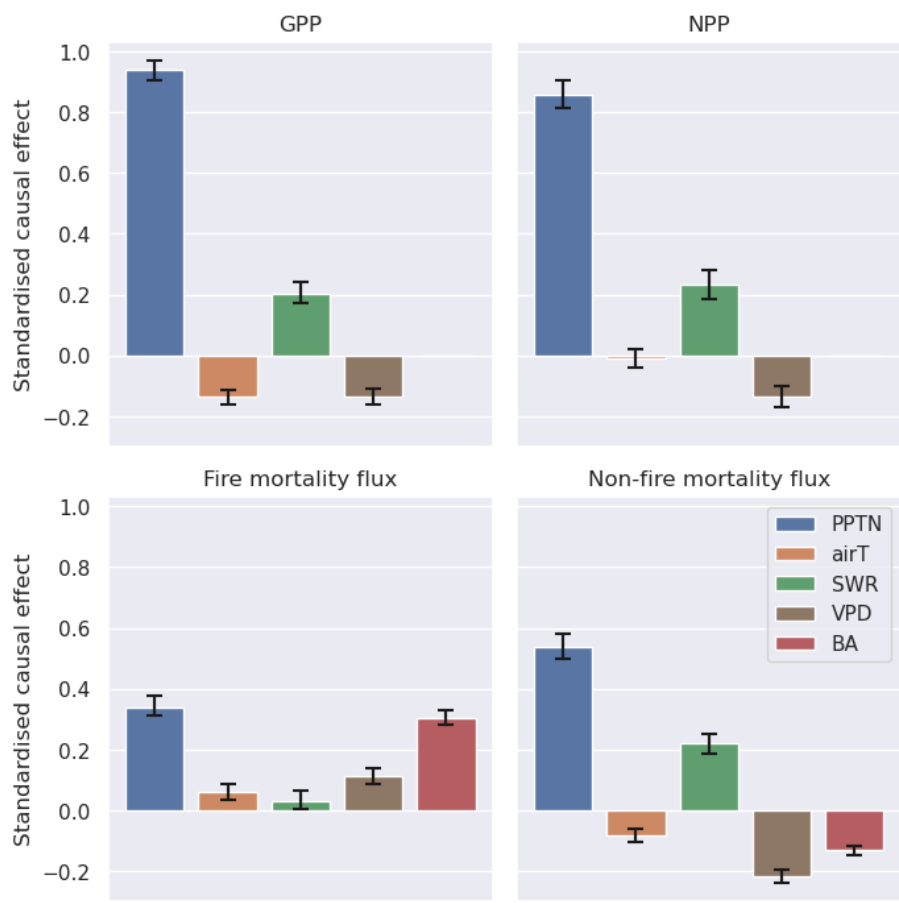 GPP
NPP
Standardised causal effect
1.0
0.8
0.6
0.4
0.2
0.0
−0.2
Fire mortality flux
Non-fire mortality flux
Standardised causal effect
1.0
0.8
0.6
0.4
0.2
0.0
−0.2
PPTN
airT
SWR
VPD
BA